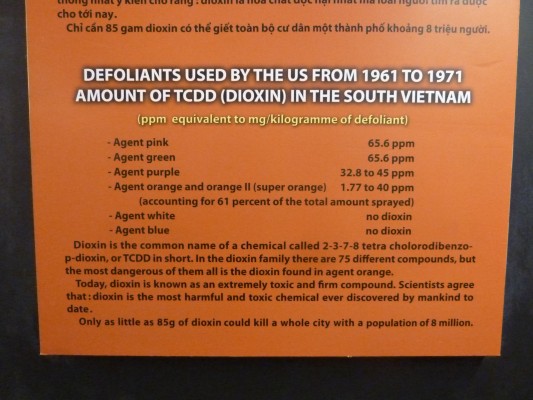 thống nhất ý kiến cho rằng : dioxin là hóa chất độc hại nhất mà loài người tìm ra được
cho tới nay.
Chỉ cần 85 gam dioxin có thể giết toàn bộ cư dân một thành phố khoảng 8 triệu người.
DEFOLIANTS USED BY THE US FROM 1961 TO 1971
AMOUNT OF TCDD (DIOXIN) IN THE SOUTH VIETNAM
(ppm equivalent to mg/kilogramme of defoliant)
- Agent pink 65.6 ppm
- Agent green 65.6 ppm
- Agent purple 32.8 to 45 ppm
- Agent orange and orange II (super orange) 1.77 to 40 ppm
(accounting for 61 percent of the total amount sprayed)
- Agent white no dioxin
- Agent blue no dioxin
Dioxin is the common name of a chemical called 2-3-7-8 tetra cholorodibenzo-
p-dioxin, or TCDD in short. In the dioxin family there are 75 different compounds, but
the most dangerous of them all is the dioxin found in agent orange.
Today, dioxin is known as an extremely toxic and firm compound. Scientists agree
that : dioxin is the most harmful and toxic chemical ever discovered by mankind to
date.
Only as little as 85g of dioxin could kill a whole city with a population of 8 million.